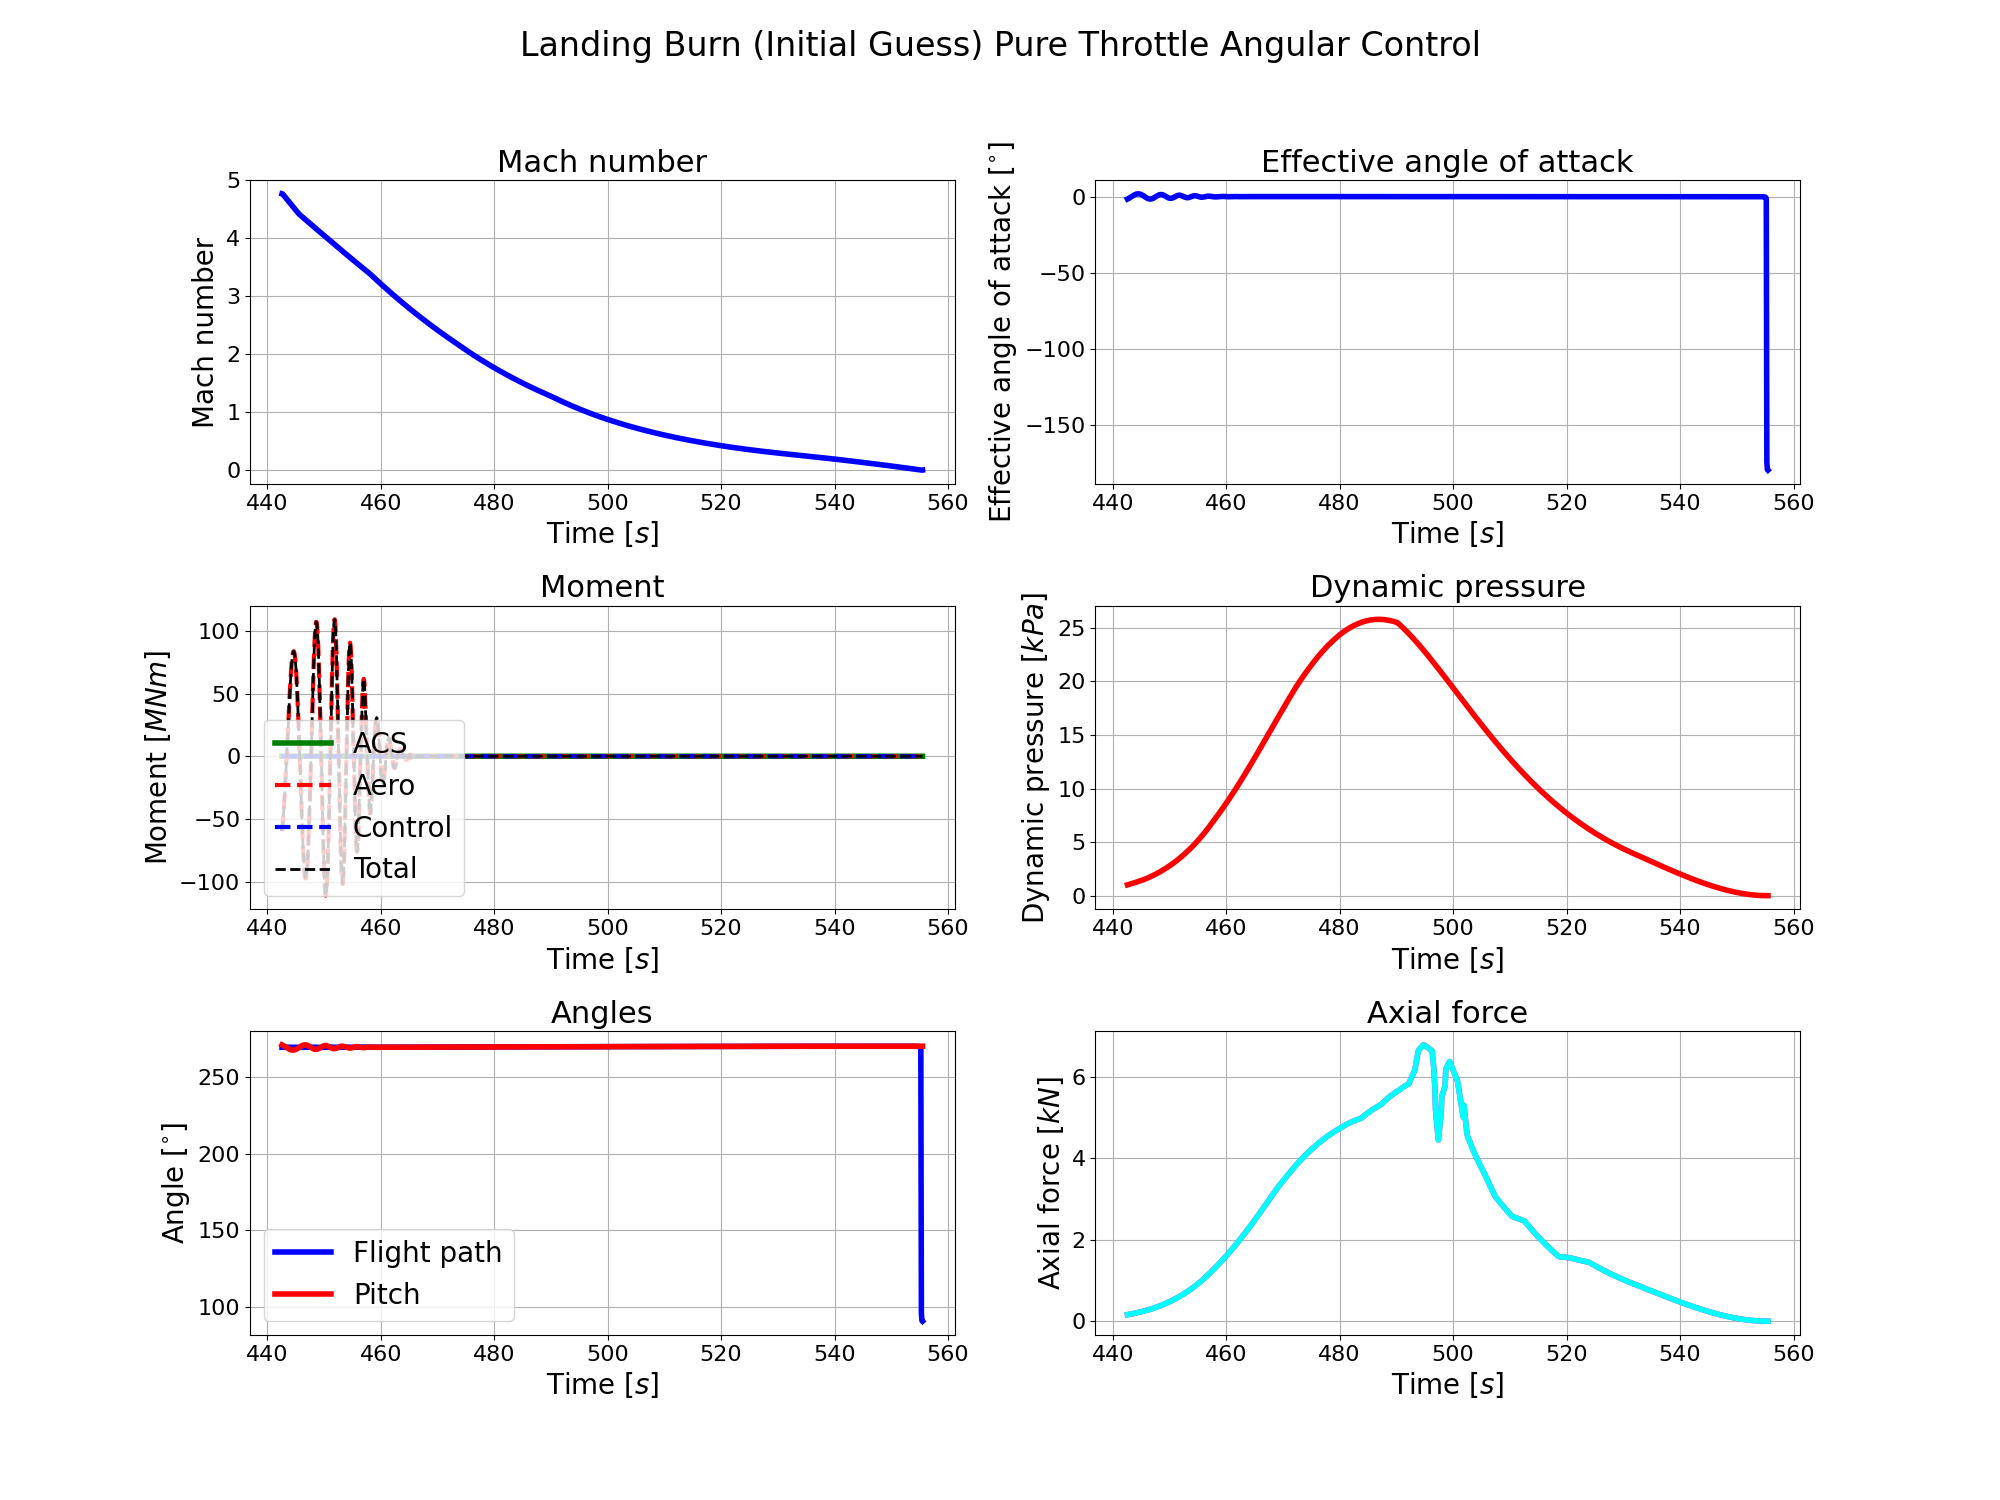 Landing Burn (Initial Guess) Pure Throttle Angular Control
Mach number
Mach number
5
4
3
2
1
0
440 460 480 500 520 540 560
Time [s]
Effective angle of attack
Effective angle of attack [°]
0
−50
−100
−150
440 460 480 500 520 540 560
Time [s]
Moment
Moment [MNm]
100
50
0
−50
−100
ACS
Aero
Control
Total
440 460 480 500 520 540 560
Time [s]
Dynamic pressure
Dynamic pressure [kPa]
25
20
15
10
5
0
440 460 480 500 520 540 560
Time [s]
Angles
Angle [°]
250
200
150
100
Flight path
Pitch
440 460 480 500 520 540 560
Time [s]
Axial force
Axial force [kN]
6
4
2
0
440 460 480 500 520 540 560
Time [s]